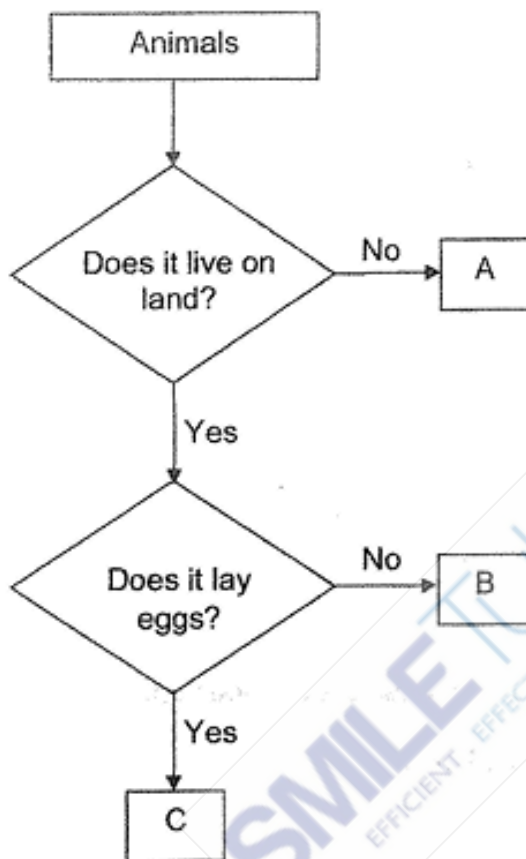 Animals
Does it live on
land?
No
A
Yes
Does it lay
eggs?
No
B
Yes
C
SMILE
EFFICIENT